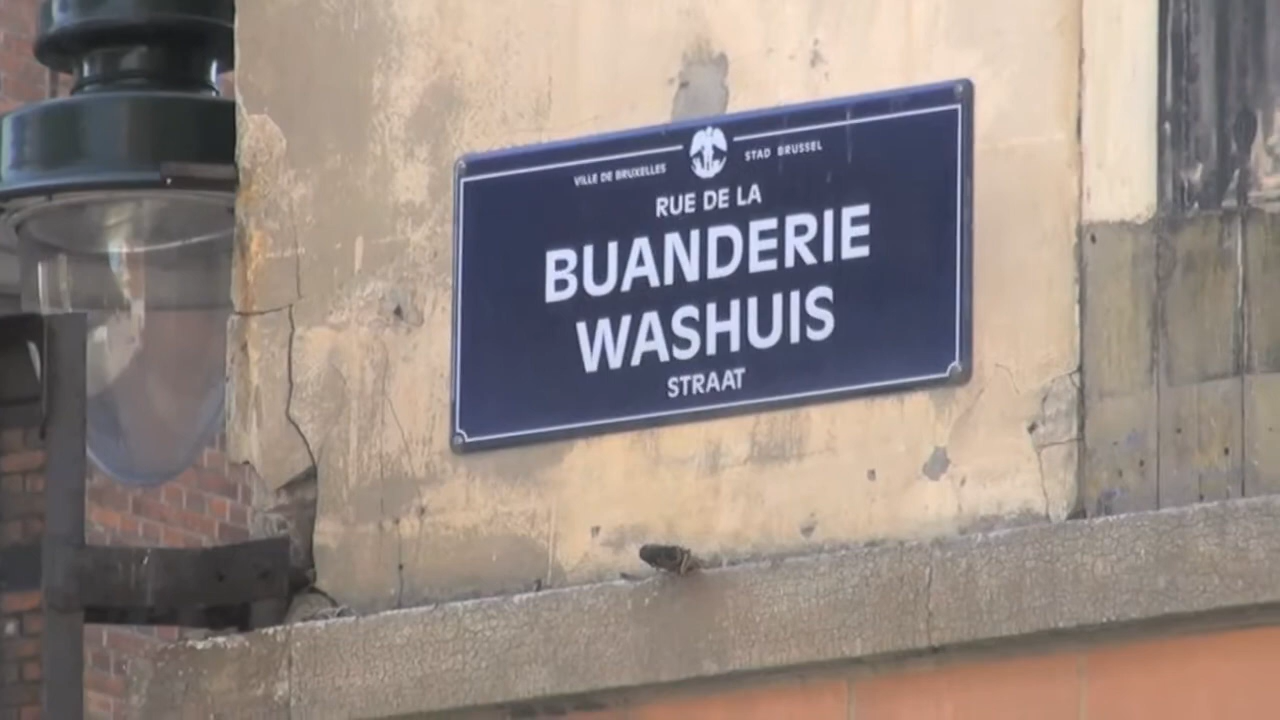 VILLE DE BRUXELLES STAD BRUSSEL
RUE DE LA
BUANDERIE
WASHUIS
STRAAT